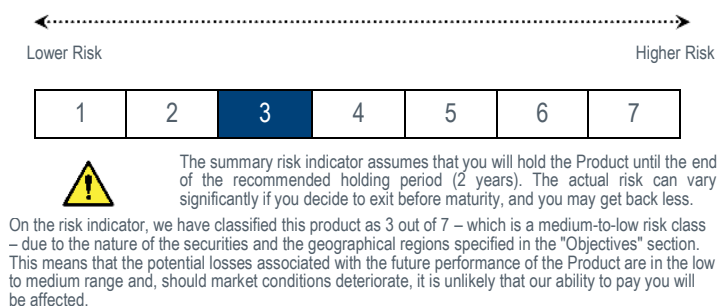 Lower Risk Higher Risk
1 2 3 4 5 6 7
The summary risk indicator assumes that you will hold the Product until the end
of the recommended holding period (2 years). The actual risk can vary
significantly if you decide to exit before maturity, and you may get back less.
On the risk indicator, we have classified this product as 3 out of 7 – which is a medium-to-low risk class
– due to the nature of the securities and the geographical regions specified in the "Objectives" section.
This means that the potential losses associated with the future performance of the Product are in the low
to medium range and, should market conditions deteriorate, it is unlikely that our ability to pay you will
be affected.